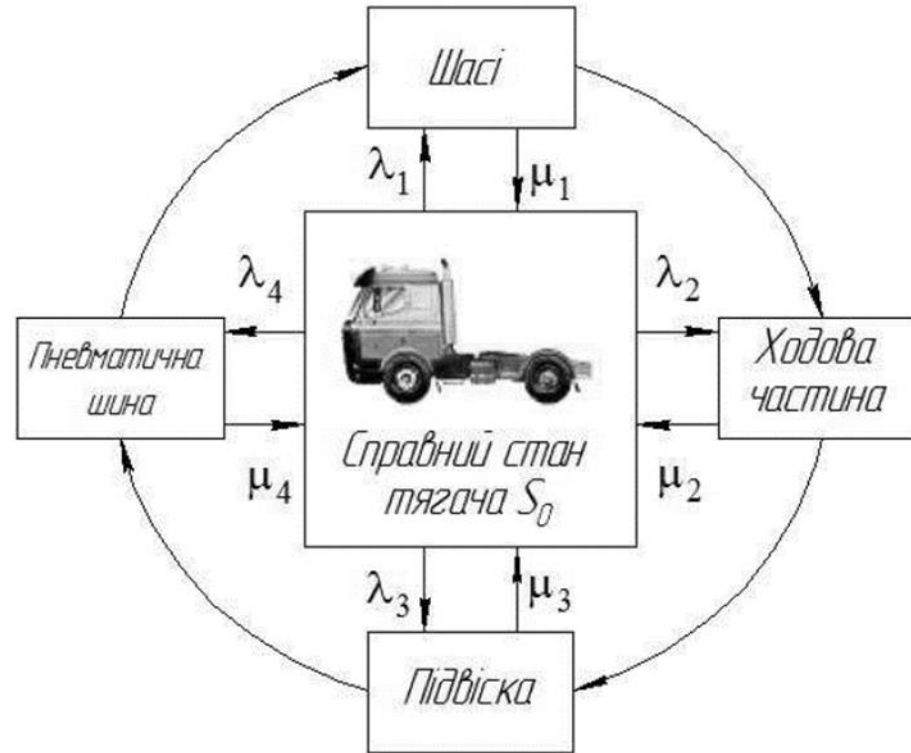 Шасі
λ₁
μ₁
λ₄
λ₂
Пневматична
шина
Ходова
частина
Справний стан
тягача S₀
μ₄
μ₂
λ₃
μ₃
Підвіска